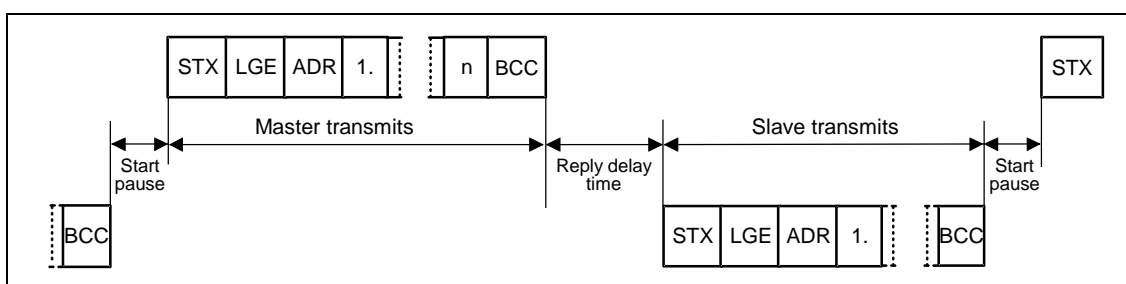 STX LGE ADR 1. n BCC STX
Master transmits Slave transmits
Start pause Reply delay time Start pause
BCC STX LGE ADR 1. BCC